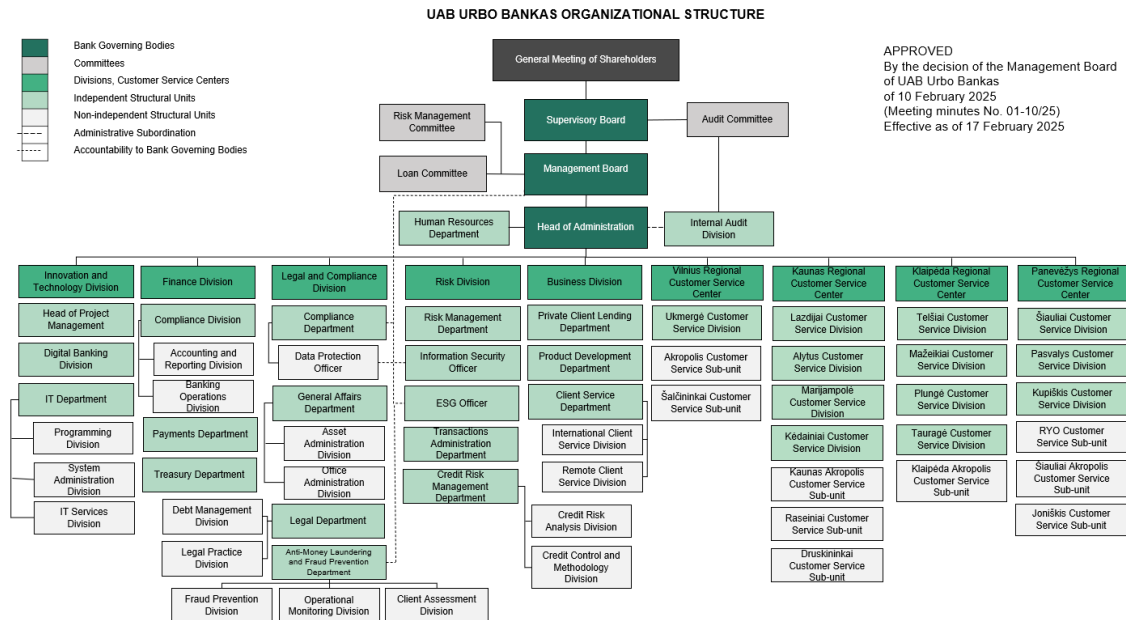 UAB URBO BANKAS ORGANIZATIONAL STRUCTURE
Bank Governing Bodies
Committees
Divisions, Customer Service Centers
Independent Structural Units
Non-independent Structural Units
Administrative Subordination
Accountability to Bank Governing Bodies
APPROVED
By the decision of the Management Board
of UAB Urbo Bankas
of 10 February 2025
(Meeting minutes No. 01-10/25)
Effective as of 17 February 2025
General Meeting of Shareholders
Risk Management
Committee
Supervisory Board
Audit Committee
Loan Committee
Management Board
Human Resources
Department
Head of Administration
Internal Audit
Division
Innovation and
Technology Division
Head of Project
Management
Digital Banking
Division
IT Department
Programming
Division
System
Administration
Division
IT Services
Division
Finance Division
Compliance Division
Accounting and
Reporting Division
Banking
Operations
Division
Payments Department
Treasury Department
Legal and Compliance
Division
Compliance
Department
Data Protection
Officer
General Affairs
Department
Asset
Administration
Division
Office
Administration
Division
Debt Management
Division
Legal Department
Legal Practice
Division
Anti-Money Laundering
and Fraud Prevention
Department
Fraud Prevention
Division
Operational
Monitoring Division
Client Assessment
Division
Risk Division
Risk Management
Department
Information Security
Officer
ESG Officer
Transactions
Administration
Department
Credit Risk
Management
Department
Credit Risk
Analysis Division
Credit Control and
Methodology
Division
Business Division
Private Client Lending
Department
Product Development
Department
Client Service
Department
International Client
Service Division
Remote Client
Service Division
Vilnius Regional
Customer Service
Center
Ukmergė Customer
Service Division
Akropolis Customer
Service Division
Šalčininkai Customer
Service Sub-unit
Kaunas Regional
Customer Service
Center
Lazdijai Customer
Service Division
Alytus Customer
Service Division
Marijampolė
Customer Service
Division
Kėdainiai Customer
Service Division
Kaunas Akropolis
Customer Service
Sub-unit
Raseiniai Customer
Service Sub-unit
Druskininkai
Customer Service
Sub-unit
Klaipėda Regional
Customer Service
Center
Telšiai Customer
Service Division
Mažeikiai Customer
Service Division
Plungė Customer
Service Division
Tauragė Customer
Service Division
Klaipėda Akropolis
Customer Service
Sub-unit
Panevėžys Regional
Customer Service
Center
Šiauliai Customer
Service Division
Pasvalys Customer
Service Division
Kupiškis Customer
Service Division
RYO Customer
Service Sub-unit
Šiauliai Akropolis
Customer Service
Sub-unit
Joniškis Customer
Service Sub-unit